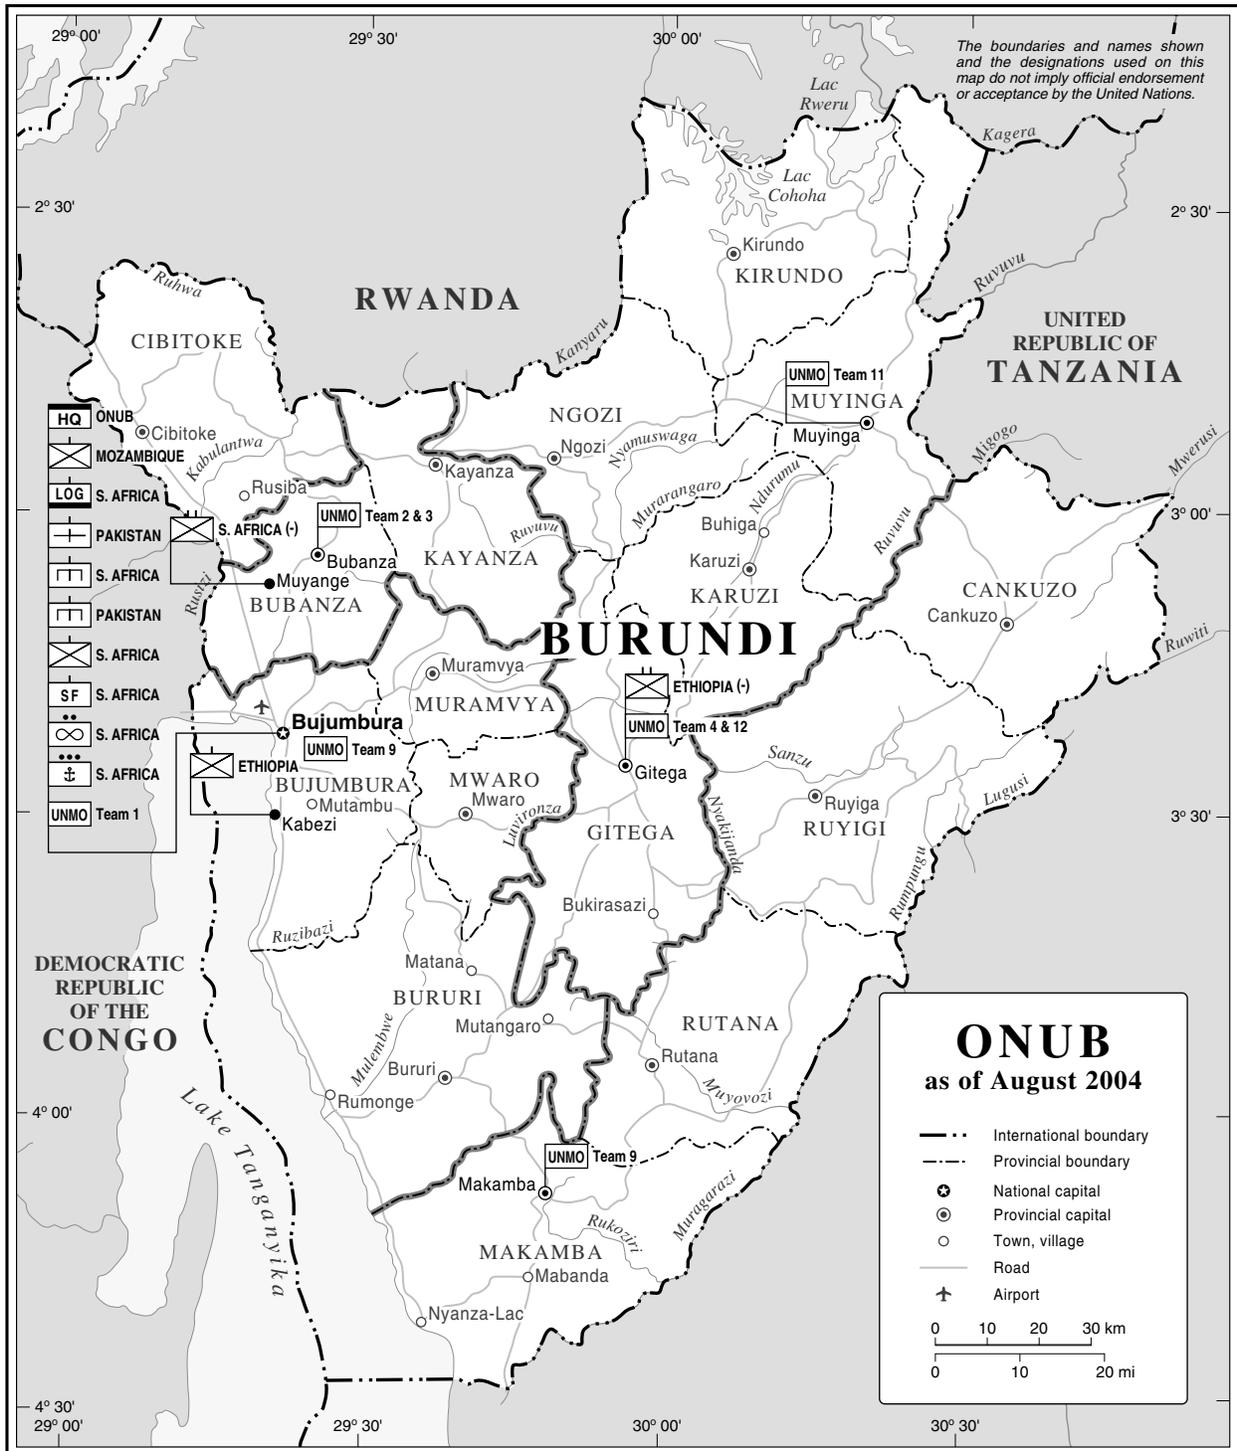 29° 00'
29° 30'
30° 00'
The boundaries and names shown
and the designations used on this
map do not imply official endorsement
or acceptance by the United Nations.
Lac
Rweru
Kagera
Lac
Cohoha
2° 30'
2° 30'
Kirundo
KIRUNDO
Ruvuvu
Ruhwa
RWANDA
Kanyaru
UNITED
REPUBLIC OF
TANZANIA
CIBITOKE
UNMO Team 11
MUYINGA
Muyinga
NGOZI
Ngozi
Nyamuswaga
HQ ONUB
Cibitoke
Kabulantwa
MOZAMBIQUE
Kayanza
Migogo
Mwerusi
LOG S. AFRICA
Rusiba
Murarangaro
Ndurumu
UNMO Team 2 & 3
S. AFRICA (-)
Ruvuvu
Buhiga
Ruvuvu
3° 00'
PAKISTAN
Bubanza
KAYANZA
Karuzi
KARUZI
S. AFRICA
Rusizi
Muyange
BUBANZA
CANKUZO
Cankuzo
PAKISTAN
BURUNDI
Ruwiti
S. AFRICA
Muramvya
MURAMVYA
ETHIOPIA (-)
SF S. AFRICA
UNMO Team 4 & 12
S. AFRICA
Bujumbura
UNMO Team 9
ETHIOPIA
S. AFRICA
BUJUMBURA
Mutambu
MWARO
Mwaro
Gitega
Sanzu
Lugusi
UNMO Team 1
Kabezi
Luvironza
GITEGA
Nyakijanda
Ruyiga
RUYIGI
3° 30'
Rumpungu
Bukirasazi
Ruzibazi
DEMOCRATIC
REPUBLIC
OF THE
CONGO
Matana
BURURI
Mutangaro
RUTANA
Rutana
Mulembwe
Bururi
Muyovozi
Rumonge
4° 00'
Lake Tanganyika
UNMO Team 9
Makamba
Muragarazi
Rukoziri
MAKAMBA
Mabanda
Nyanza-Lac
ONUB
as of August 2004
International boundary
Provincial boundary
National capital
Provincial capital
Town, village
Road
Airport
0 10 20 30 km
0 10 20 mi
4° 30'
29° 00'
29° 30'
30° 00'
30° 30'